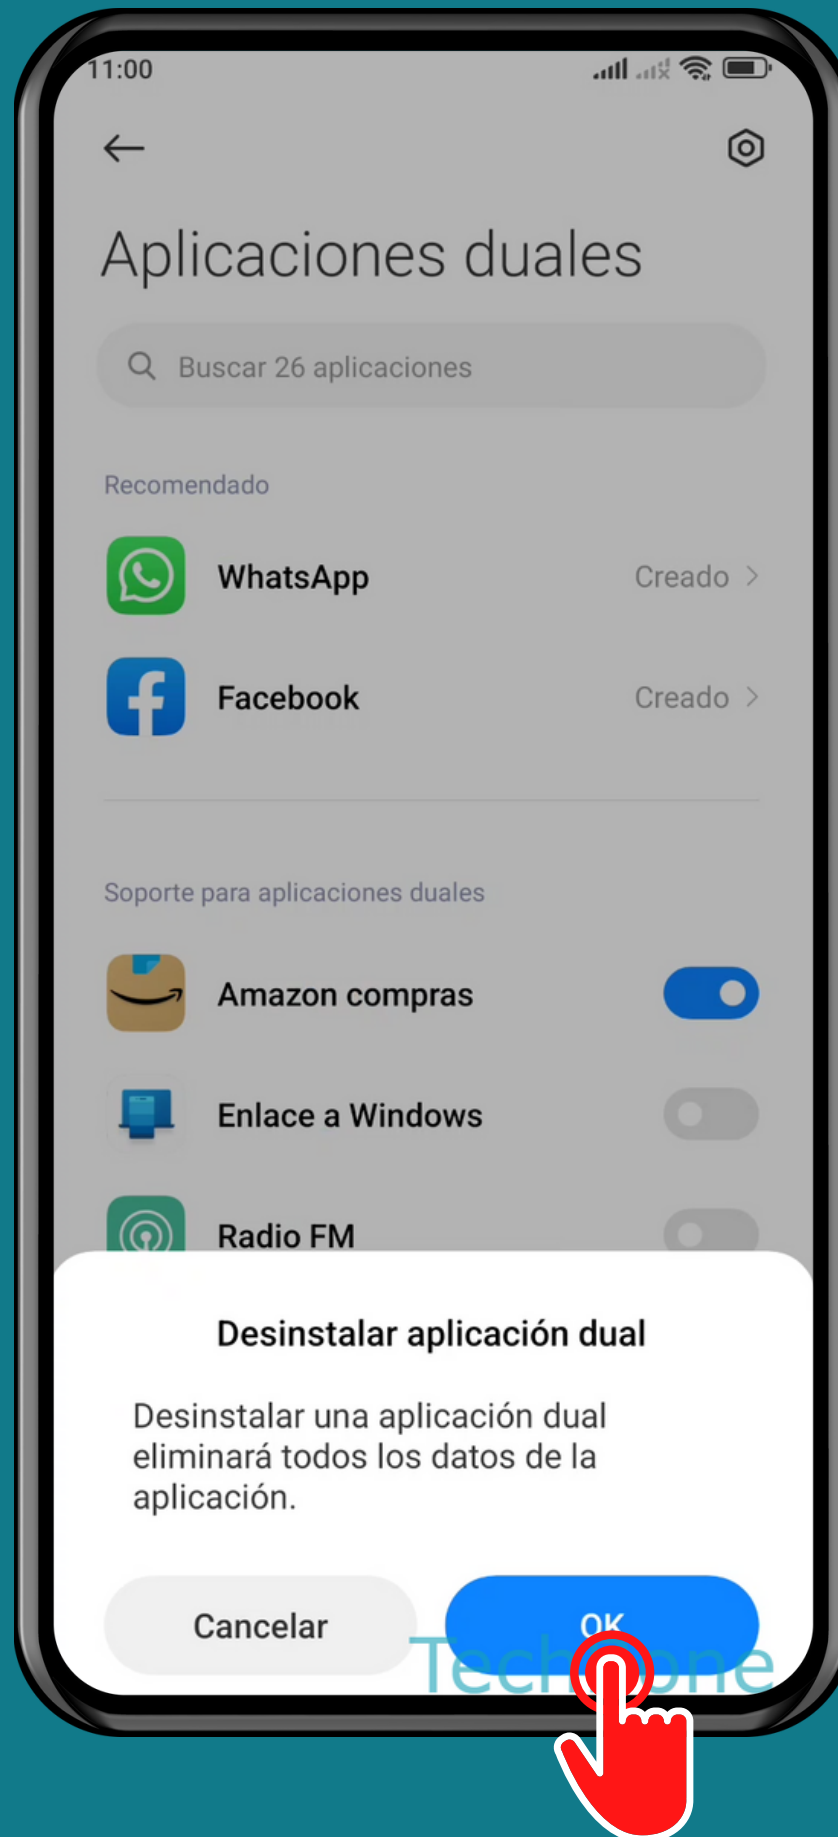 11:00
Aplicaciones duales
Buscar 26 aplicaciones
Recomendado
WhatsApp
Creado
Facebook
Creado
Soporte para aplicaciones duales
Amazon compras
Enlace a Windows
Radio FM
Desinstalar aplicación dual
Desinstalar una aplicación dual
eliminará todos los datos de la
aplicación.
Cancelar
OK